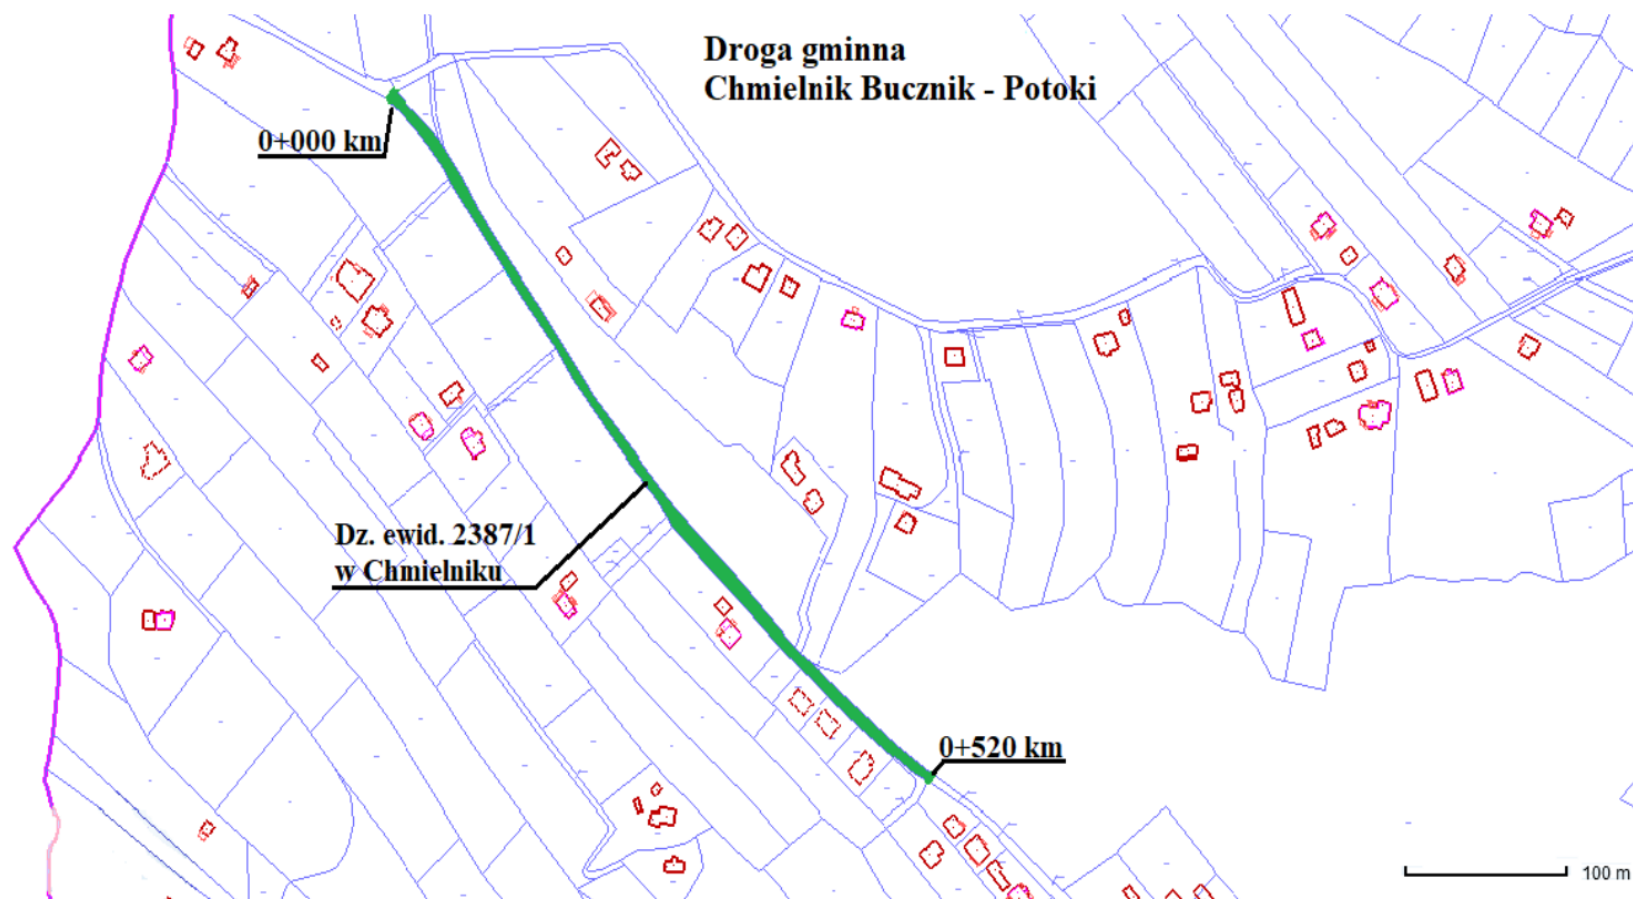 Droga gminna
Chmielnik Bucznik - Potoki
0+000 km
Dz. ewid. 2387/1
w Chmielniku
0+520 km
100 m